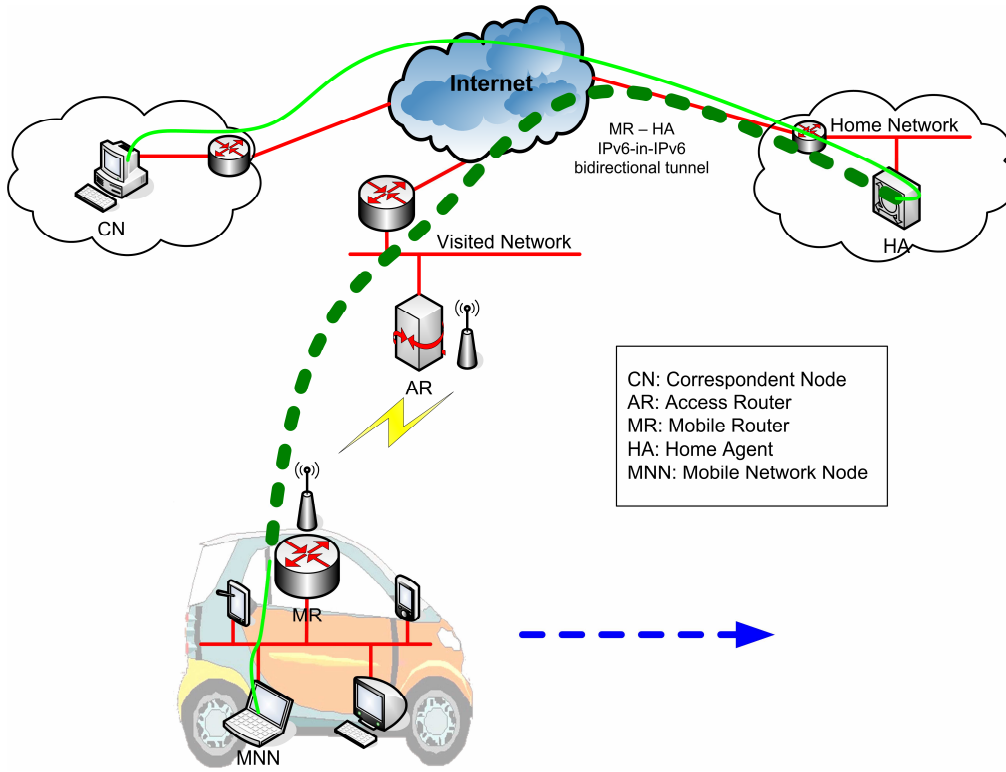 Internet
MR – HA
IPv6-in-IPv6
bidirectional tunnel
Home Network
CN
HA
Visited Network
AR
CN: Correspondent Node
AR: Access Router
MR: Mobile Router
HA: Home Agent
MNN: Mobile Network Node
MR
MNN